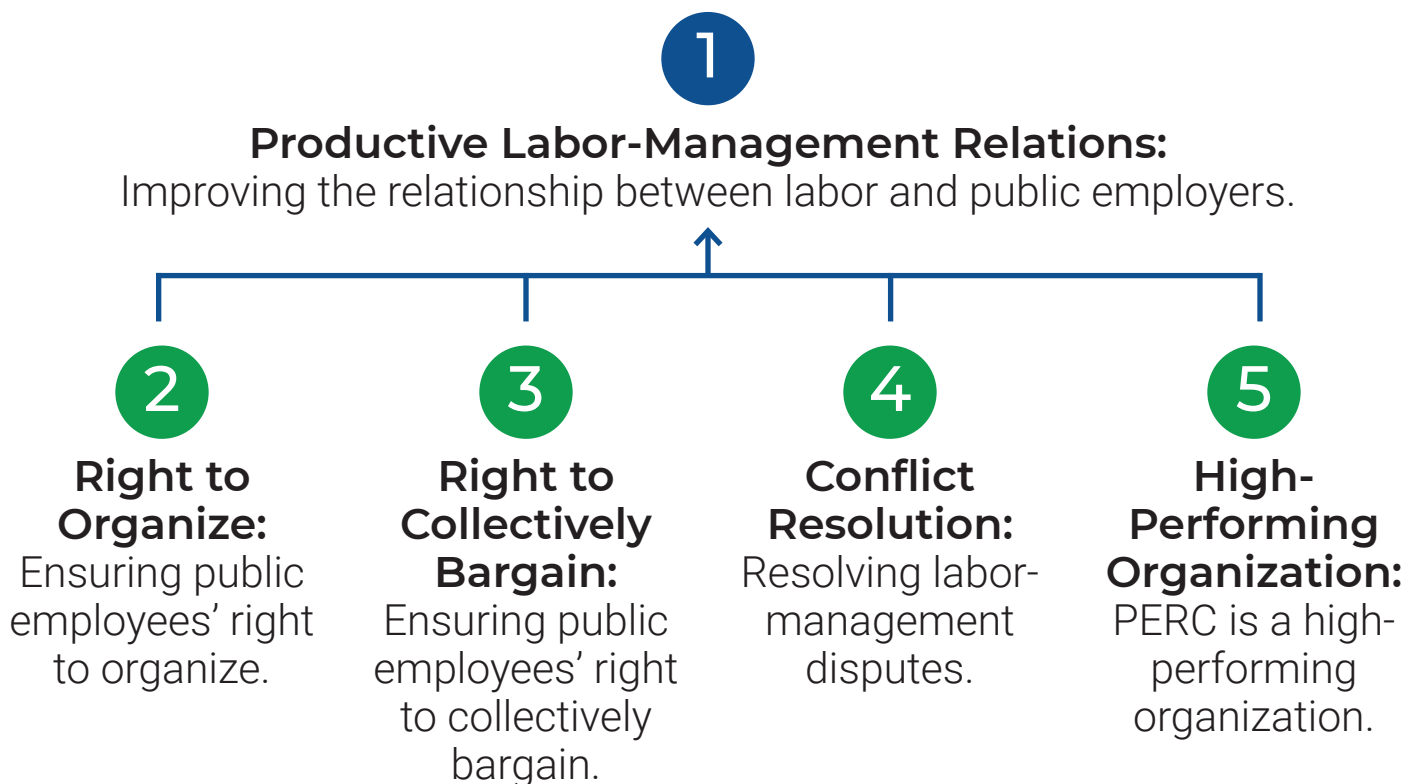 1
Productive Labor-Management Relations:
Improving the relationship between labor and public employers.
2
Right to
Organize:
Ensuring public
employees’ right
to organize.
3
Right to
Collectively
Bargain:
Ensuring public
employees’ right
to collectively
bargain.
4
Conflict
Resolution:
Resolving labor-
management
disputes.
5
High-
Performing
Organization:
PERC is a high-
performing
organization.